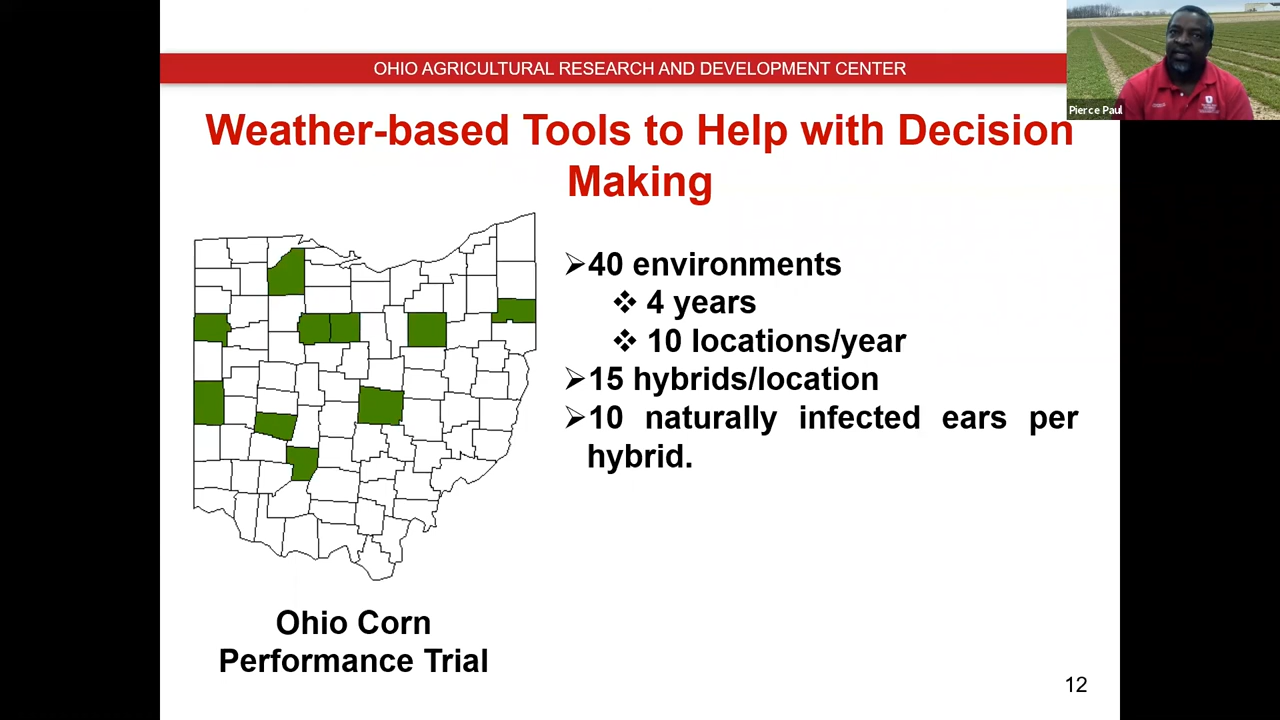 OHIO AGRICULTURAL RESEARCH AND DEVELOPMENT CENTER
Pierce Paul
Weather-based Tools to Help with Decision
Making
➢40 environments
❖ 4 years
❖ 10 locations/year
➢15 hybrids/location
➢10 naturally infected ears per
hybrid.
Ohio Corn
Performance Trial
12